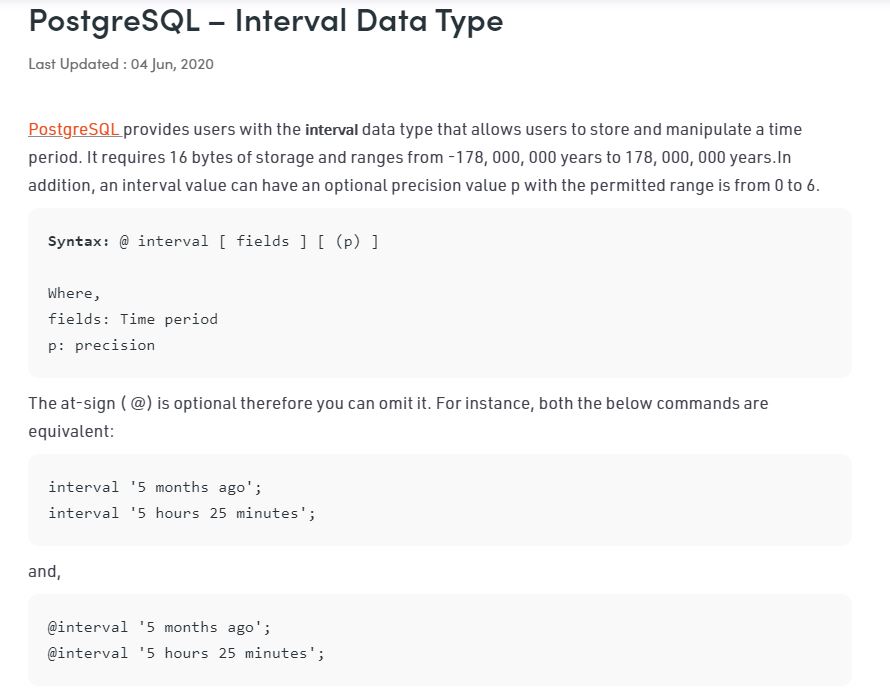 PostgreSQL – Interval Data Type
Last Updated : 04 Jun, 2020
PostgreSQL provides users with the interval data type that allows users to store and manipulate a time
period. It requires 16 bytes of storage and ranges from -178, 000, 000 years to 178, 000, 000 years.In
addition, an interval value can have an optional precision value p with the permitted range is from 0 to 6.
Syntax: @ interval [ fields ] [ (p) ]
Where,
fields: Time period
p: precision
The at-sign ( @) is optional therefore you can omit it. For instance, both the below commands are
equivalent:
interval '5 months ago';
interval '5 hours 25 minutes';
and,
@interval '5 months ago';
@interval '5 hours 25 minutes';